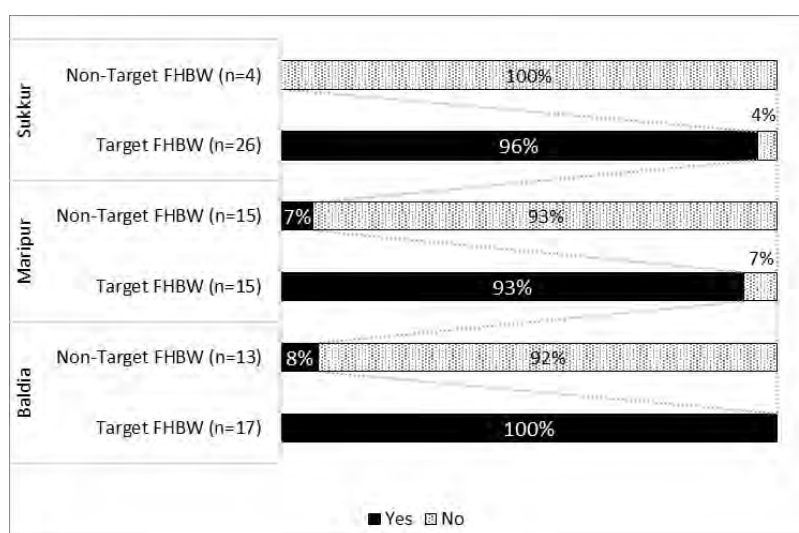 Sukkur
Non-Target FHBW (n=4)
100%
4%
Target FHBW (n=26)
96%
Maripur
Non-Target FHBW (n=15)
7%
93%
7%
Target FHBW (n=15)
93%
Baldia
Non-Target FHBW (n=13)
8%
92%
Target FHBW (n=17)
100%
Yes No